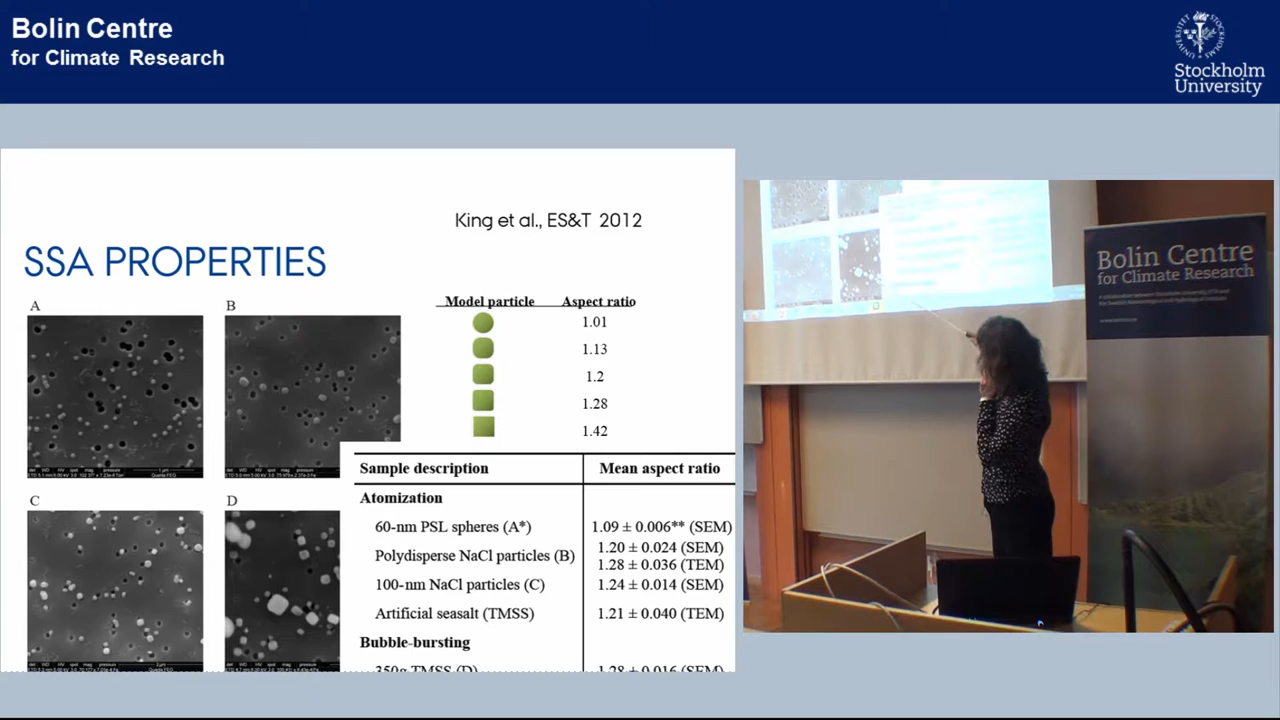 Bolin Centre
for Climate Research
Stockholm
University
King et al., ES&T 2012
SSA PROPERTIES
A
B
Model particle Aspect ratio
1.01
1.13
1.2
1.28
1.42
Sample description Mean aspect ratio
Atomization
60-nm PSL spheres (A*) 1.09 ± 0.006** (SEM)
Polydisperse NaCl particles (B) 1.20 ± 0.024 (SEM)
1.28 ± 0.036 (TEM)
100-nm NaCl particles (C) 1.24 ± 0.014 (SEM)
Artificial seasalt (TMSS) 1.21 ± 0.040 (TEM)
Bubble-bursting
350g TMSS (D) 1.28 ± 0.016 (SEM)
C
D
Bolin Centre
for Climate Research